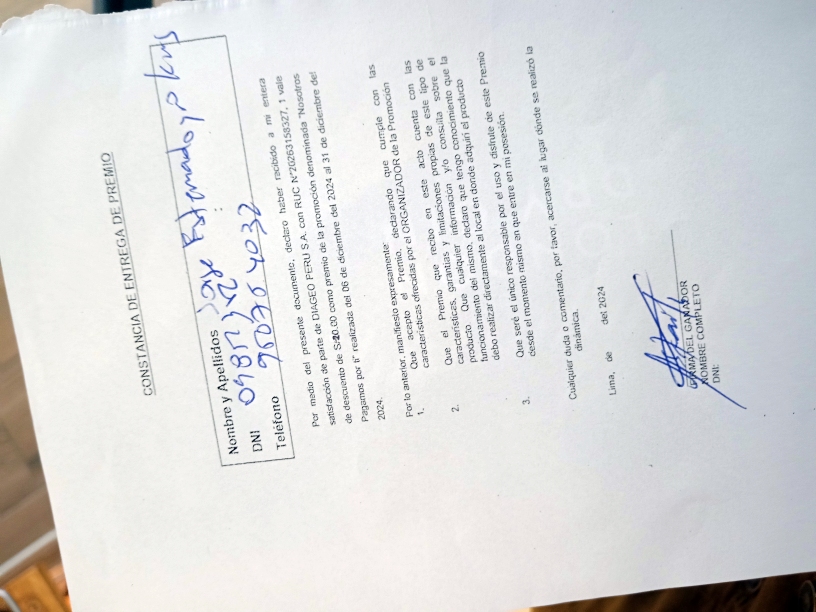 CONSTANCIA DE ENTREGA DE PREMIO
Nombre y Apellidos Jose
DNI
Teléfono 960764032
Por medio del presente documento, declaro haber recibido a mi entera
satisfacción de parte de DIAGEO PERU S.A. con RUC N°20263158327, 1 vale
de descuento de S/20.00 como premio de la promoción denominada "Nosotros
Pagamos por ti" realizada del 06 de diciembre del 2024 al 31 de diciembre del
2024.
Por lo anterior, manifiesto expresamente:
1. Que acepto el Premio, declarando que cumple con las
características ofrecidas por el ORGANIZADOR de la Promoción
2. Que el Premio que recibo en este acto cuenta con las
características, garantías y limitaciones propias de este tipo de
producto. Que cualquier información y/o consulta sobre el
funcionamiento del mismo, declaro que tengo conocimiento que la
debo realizar directamente al local en donde adquirí el producto
3. Que seré el único responsable por el uso y disfrute de este Premio
desde el momento mismo en que entre en mi posesión.
Cualquier duda o comentario, por favor, acercarse al lugar dónde se realizó la
dinámica.
Lima, de del 2024
FIRMA DEL GANADOR
NOMBRE COMPLETO
DNI: